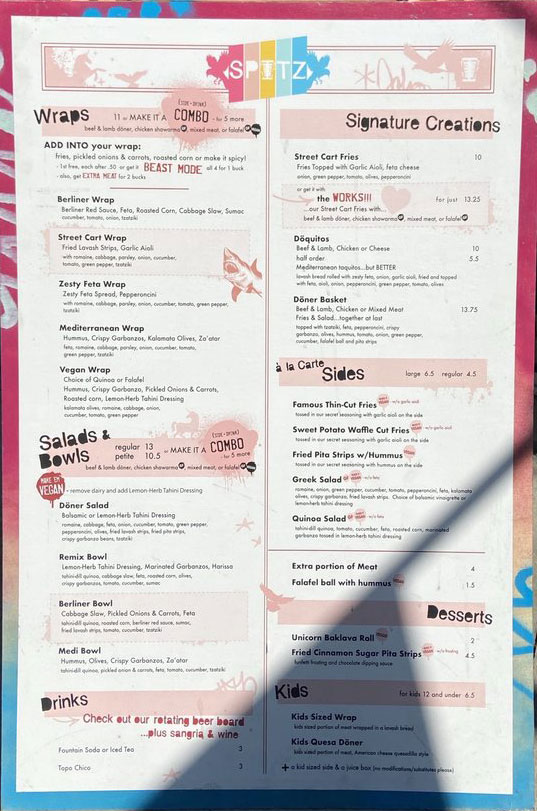 SPITZ
Wraps
11 or MAKE IT A COMBO - for 5 more
(SIDE + DRINK)
beef & lamb döner, chicken shawarma, mixed meat, or falafel
ADD INTO your wrap:
fries, pickled onions & carrots, roasted corn or make it spicy!
- 1st free, each after .50 or get it BEAST MODE all 4 for 1 buck
- also, get EXTRA MEAT for 2 bucks
Berliner Wrap
Berliner Red Sauce, Feta, Roasted Corn, Cabbage Slaw, Sumac
cucumber, tomato, onion, tzatziki
Street Cart Wrap
Fried Lavash Strips, Garlic Aioli
with romaine, cabbage, parsley, onion, cucumber,
tomato, green pepper, tzatziki
Zesty Feta Wrap
Zesty Feta Spread, Pepperoncini
with romaine, cabbage, parsley, onion, cucumber, tomato, green pepper,
tzatziki
Mediterranean Wrap
Hummus, Crispy Garbanzos, Kalamata Olives, Za'atar
feta, romaine, cabbage, parsley, onion, cucumber, tomato,
green pepper, tzatziki
Vegan Wrap
Choice of Quinoa or Falafel
Hummus, Crispy Garbanzo, Pickled Onions & Carrots,
Roasted corn, Lemon-Herb Tahini Dressing
kalamata olives, romaine, cabbage, onion,
cucumber, tomato, green pepper
Salads & Bowls
regular 13
petite 10.5
or MAKE IT A COMBO - for 5 more
(SIDE + DRINK)
beef & lamb döner, chicken shawarma, mixed meat, or falafel
MAKE 'EM VEGAN
- remove dairy and add Lemon-Herb Tahini Dressing
Döner Salad
Balsamic or Lemon-Herb Tahini Dressing
romaine, cabbage, feta, onion, cucumber, tomato, green pepper,
pepperoncini, olives, fried lavash strips, fried pita strips,
crispy garbanzo beans, tzatziki
Remix Bowl
Lemon-Herb Tahini Dressing, Marinated Garbanzos, Harissa
tahini-dill quinoa, cabbage slaw, feta, roasted corn, olives,
crispy garbanzos, tomato, cucumber, sumac
Berliner Bowl
Cabbage Slaw, Pickled Onions & Carrots, Feta
tahini-dill quinoa, roasted corn, berliner red sauce, sumac,
fried lavash strips, tomato, cucumber, tzatziki
Medi Bowl
Hummus, Olives, Crispy Garbanzos, Za'atar
tahini-dill quinoa, pickled onion & carrots, feta, tomato, cucumber, tzatziki
Drinks
Check out our rotating beer board
...plus sangria & wine
Fountain Soda or Iced Tea 3
Topo Chico 3
Signature Creations
Street Cart Fries 10
Fries Topped with Garlic Aioli, feta cheese
onion, green pepper, tomato, olives, pepperoncini
or get it with
the WORKS!!! for just 13.25
...our Street Cart Fries with...
beef & lamb döner, chicken shawarma, mixed meat, or falafel
Döquitos
Beef & Lamb, Chicken or Cheese 10
half order 5.5
Mediterranean taquitos...but BETTER
lavash bread rolled with zesty feta, onion, garlic aioli, fried and topped
with feta, aioli, onion, pepperoncini, green pepper, tomato, olives
Döner Basket
Beef & Lamb, Chicken or Mixed Meat 13.75
Fries & Salad...together at last
topped with tzatziki, feta, pepperoncini, crispy
garbanzo, olives, hummus, tomato, onion, green pepper,
cucumber, falafel ball and pita strips
à la Carte
Sides
large 6.5 regular 4.5
Famous Thin-Cut Fries - w/o garlic aioli
tossed in our secret seasoning with garlic aioli on the side
Sweet Potato Waffle Cut Fries - w/o garlic aioli
tossed in our secret seasoning with garlic aioli on the side
Fried Pita Strips w/Hummus
tossed in our secret seasoning with hummus on the side
Greek Salad - w/o feta
romaine, onion, green pepper, cucumber, tomato, pepperoncini, feta, kalamata
olives, crispy garbanzo, fried lavash strips. Choice of balsamic vinaigrette or
lemon-herb tahini dressing
Quinoa Salad - w/o feta
tahini-dill quinoa, tomato, cucumber, feta, roasted corn, marinated
garbanzo tossed in lemon-herb tahini dressing
Extra portion of Meat 4
Falafel ball with hummus 1.5
Desserts
Unicorn Baklava Roll 2
Fried Cinnamon Sugar Pita Strips - w/o frosting 4.5
funfetti frosting and chocolate dipping sauce
Kids
for kids 12 and under 6.5
Kids Sized Wrap
kids sized portion of meat wrapped in a lavash bread
Kids Quesa Döner
kids sized portion of meat, American cheese quesadilla style
+ a kid sized side & a juice box (no modifications/substitutes please)